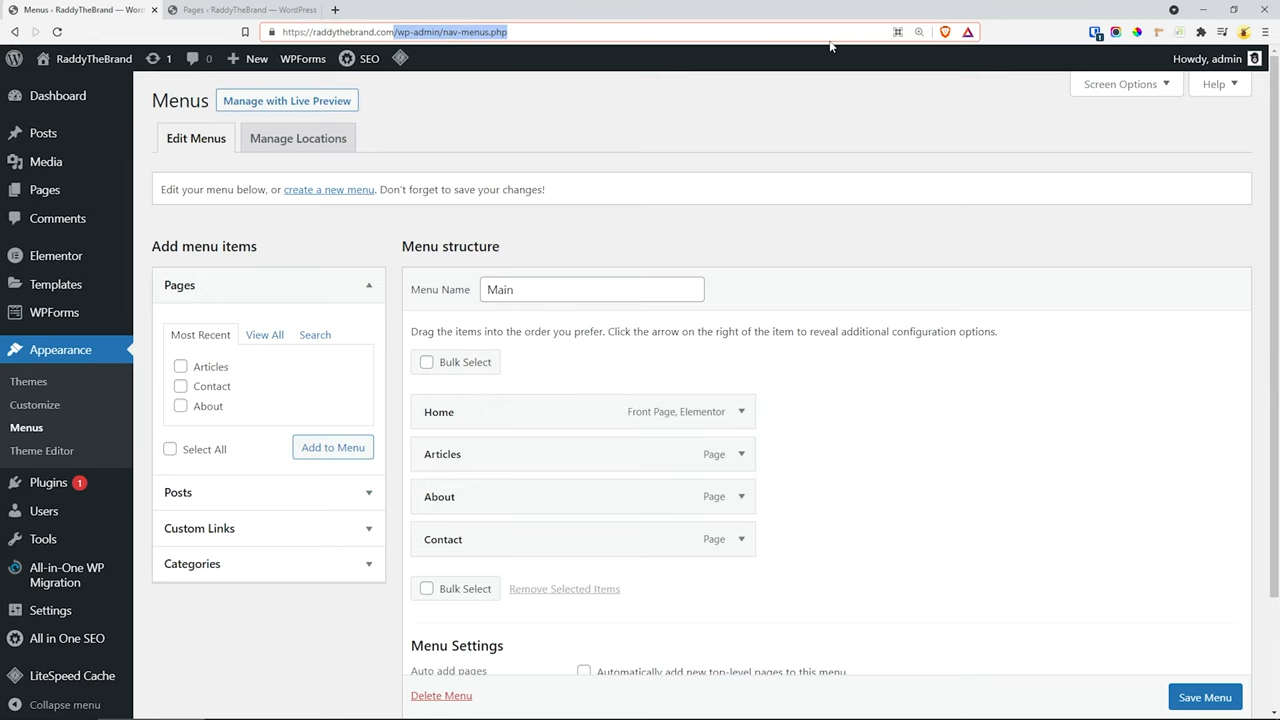 Menus ‹ RaddyTheBrand — Wor
Pages ‹ RaddyTheBrand — WordPress
https://raddythebrand.com/wp-admin/nav-menus.php
RaddyTheBrand
1
0
New
WPForms
SEO
Howdy, admin
Dashboard
Posts
Media
Pages
Comments
Elementor
Templates
WPForms
Appearance
Themes
Customize
Menus
Theme Editor
Plugins 1
Users
Tools
All-in-One WP
Migration
Settings
All in One SEO
LiteSpeed Cache
Collapse menu
Menus
Manage with Live Preview
Screen Options
Help
Edit Menus
Manage Locations
Edit your menu below, or create a new menu. Don't forget to save your changes!
Add menu items
Pages
Most Recent
View All
Search
Articles
Contact
About
Select All
Add to Menu
Posts
Custom Links
Categories
Menu structure
Menu Name
Main
Drag the items into the order you prefer. Click the arrow on the right of the item to reveal additional configuration options.
Bulk Select
Home
Front Page, Elementor
Articles
Page
About
Page
Contact
Page
Bulk Select
Remove Selected Items
Menu Settings
Auto add pages
Automatically add new top-level pages to this menu
Delete Menu
Save Menu